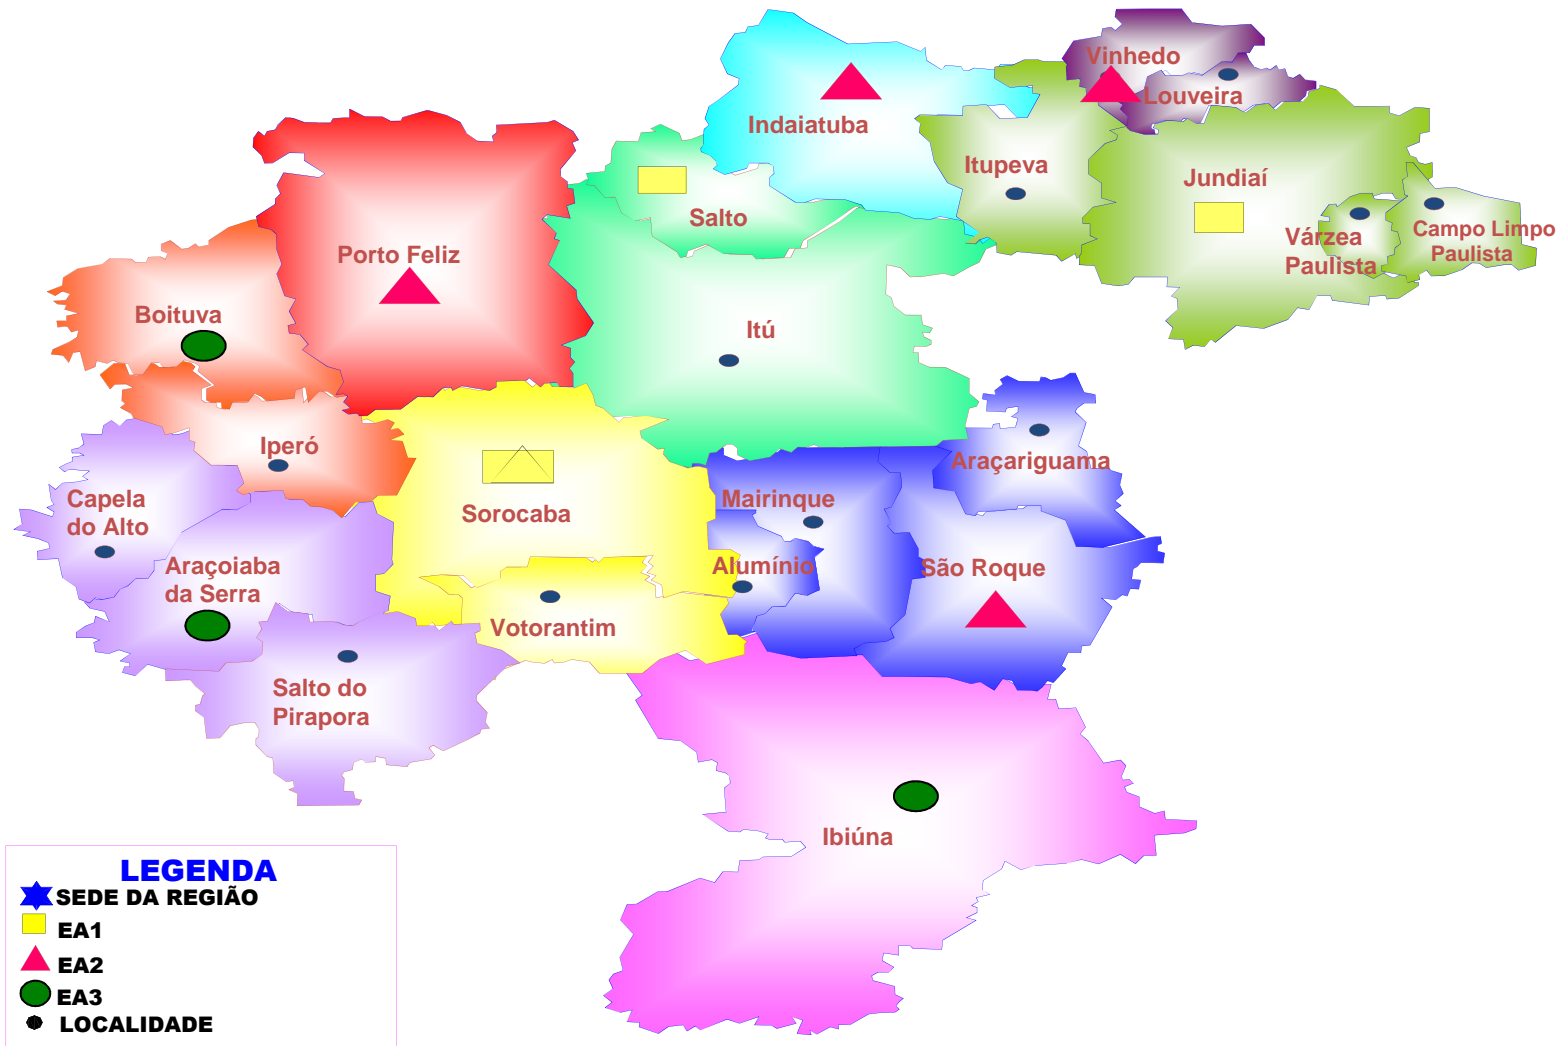 Vinhedo
Louveira
Indaiatuba
Itupeva
Jundiaí
Salto
Várzea
Paulista
Campo Limpo
Paulista
Porto Feliz
Boituva
Itú
Iperó
Araçariguama
Capela
do Alto
Mairinque
Sorocaba
Araçoiaba
da Serra
Alumínio
São Roque
Votorantim
Salto do
Pirapora
Ibiúna
LEGENDA
SEDE DA REGIÃO
EA1
EA2
EA3
LOCALIDADE